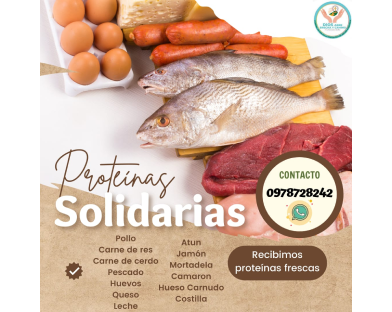 Proteínas
Solidarias
Pollo
Carne de res
Carne de cerdo
Pescado
Huevos
Queso
Leche
Atun
Jamón
Mortadela
Camaron
Hueso Carnudo
Costilla
CONTACTO
0978728242
Recibimos
proteínas frescas